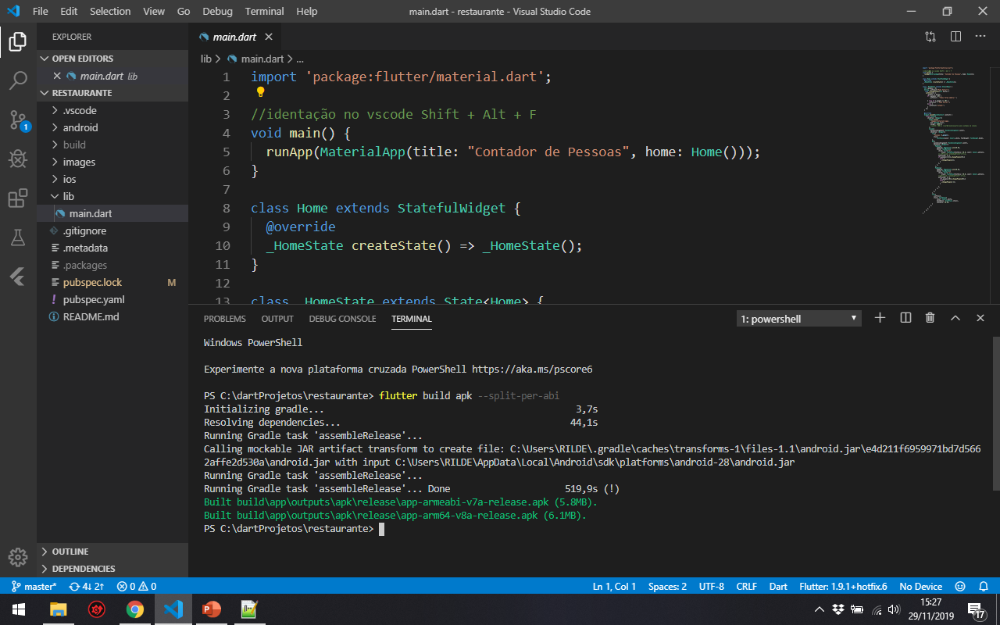 File Edit Selection View Go Debug Terminal Help
main.dart - restaurante - Visual Studio Code
EXPLORER
OPEN EDITORS
main.dart lib
RESTAURANTE
.vscode
android
build
images
ios
lib
main.dart
.gitignore
.metadata
.packages
pubspec.lock M
pubspec.yaml
README.md
OUTLINE
DEPENDENCIES
1
main.dart
lib > main.dart > ...
1 import 'package:flutter/material.dart';
2
3 //identação no vscode Shift + Alt + F
4 void main() {
5 runApp(MaterialApp(title: "Contador de Pessoas", home: Home()));
6 }
7
8 class Home extends StatefulWidget {
9 @override
10 _HomeState createState() => _HomeState();
11 }
12
13 class _HomeState extends State<Home> {
PROBLEMS OUTPUT DEBUG CONSOLE TERMINAL
1: powershell
Windows PowerShell
Experimente a nova plataforma cruzada PowerShell https://aka.ms/pscore6
PS C:\dartProjetos\restaurante> flutter build apk --split-per-abi
Initializing gradle... 3,7s
Resolving dependencies... 44,1s
Running Gradle task 'assembleRelease'...
Calling mockable JAR artifact transform to create file: C:\Users\RILDE\.gradle\caches\transforms-1\files-1.1\android.jar\e4d211f6959971bd7d566
2affe2d530a\android.jar with input C:\Users\RILDE\AppData\Local\Android\sdk\platforms\android-28\android.jar
Running Gradle task 'assembleRelease'...
Running Gradle task 'assembleRelease'... Done 519,9s (!)
Built build\app\outputs\apk\release\app-armeabi-v7a-release.apk (5.8MB).
Built build\app\outputs\apk\release\app-arm64-v8a-release.apk (6.1MB).
PS C:\dartProjetos\restaurante>
master* 4↓ 2↑ 0 0
Ln 1, Col 1 Spaces: 2 UTF-8 CRLF Dart Flutter: 1.9.1+hotfix.6 No Device
15:27
29/11/2019
17